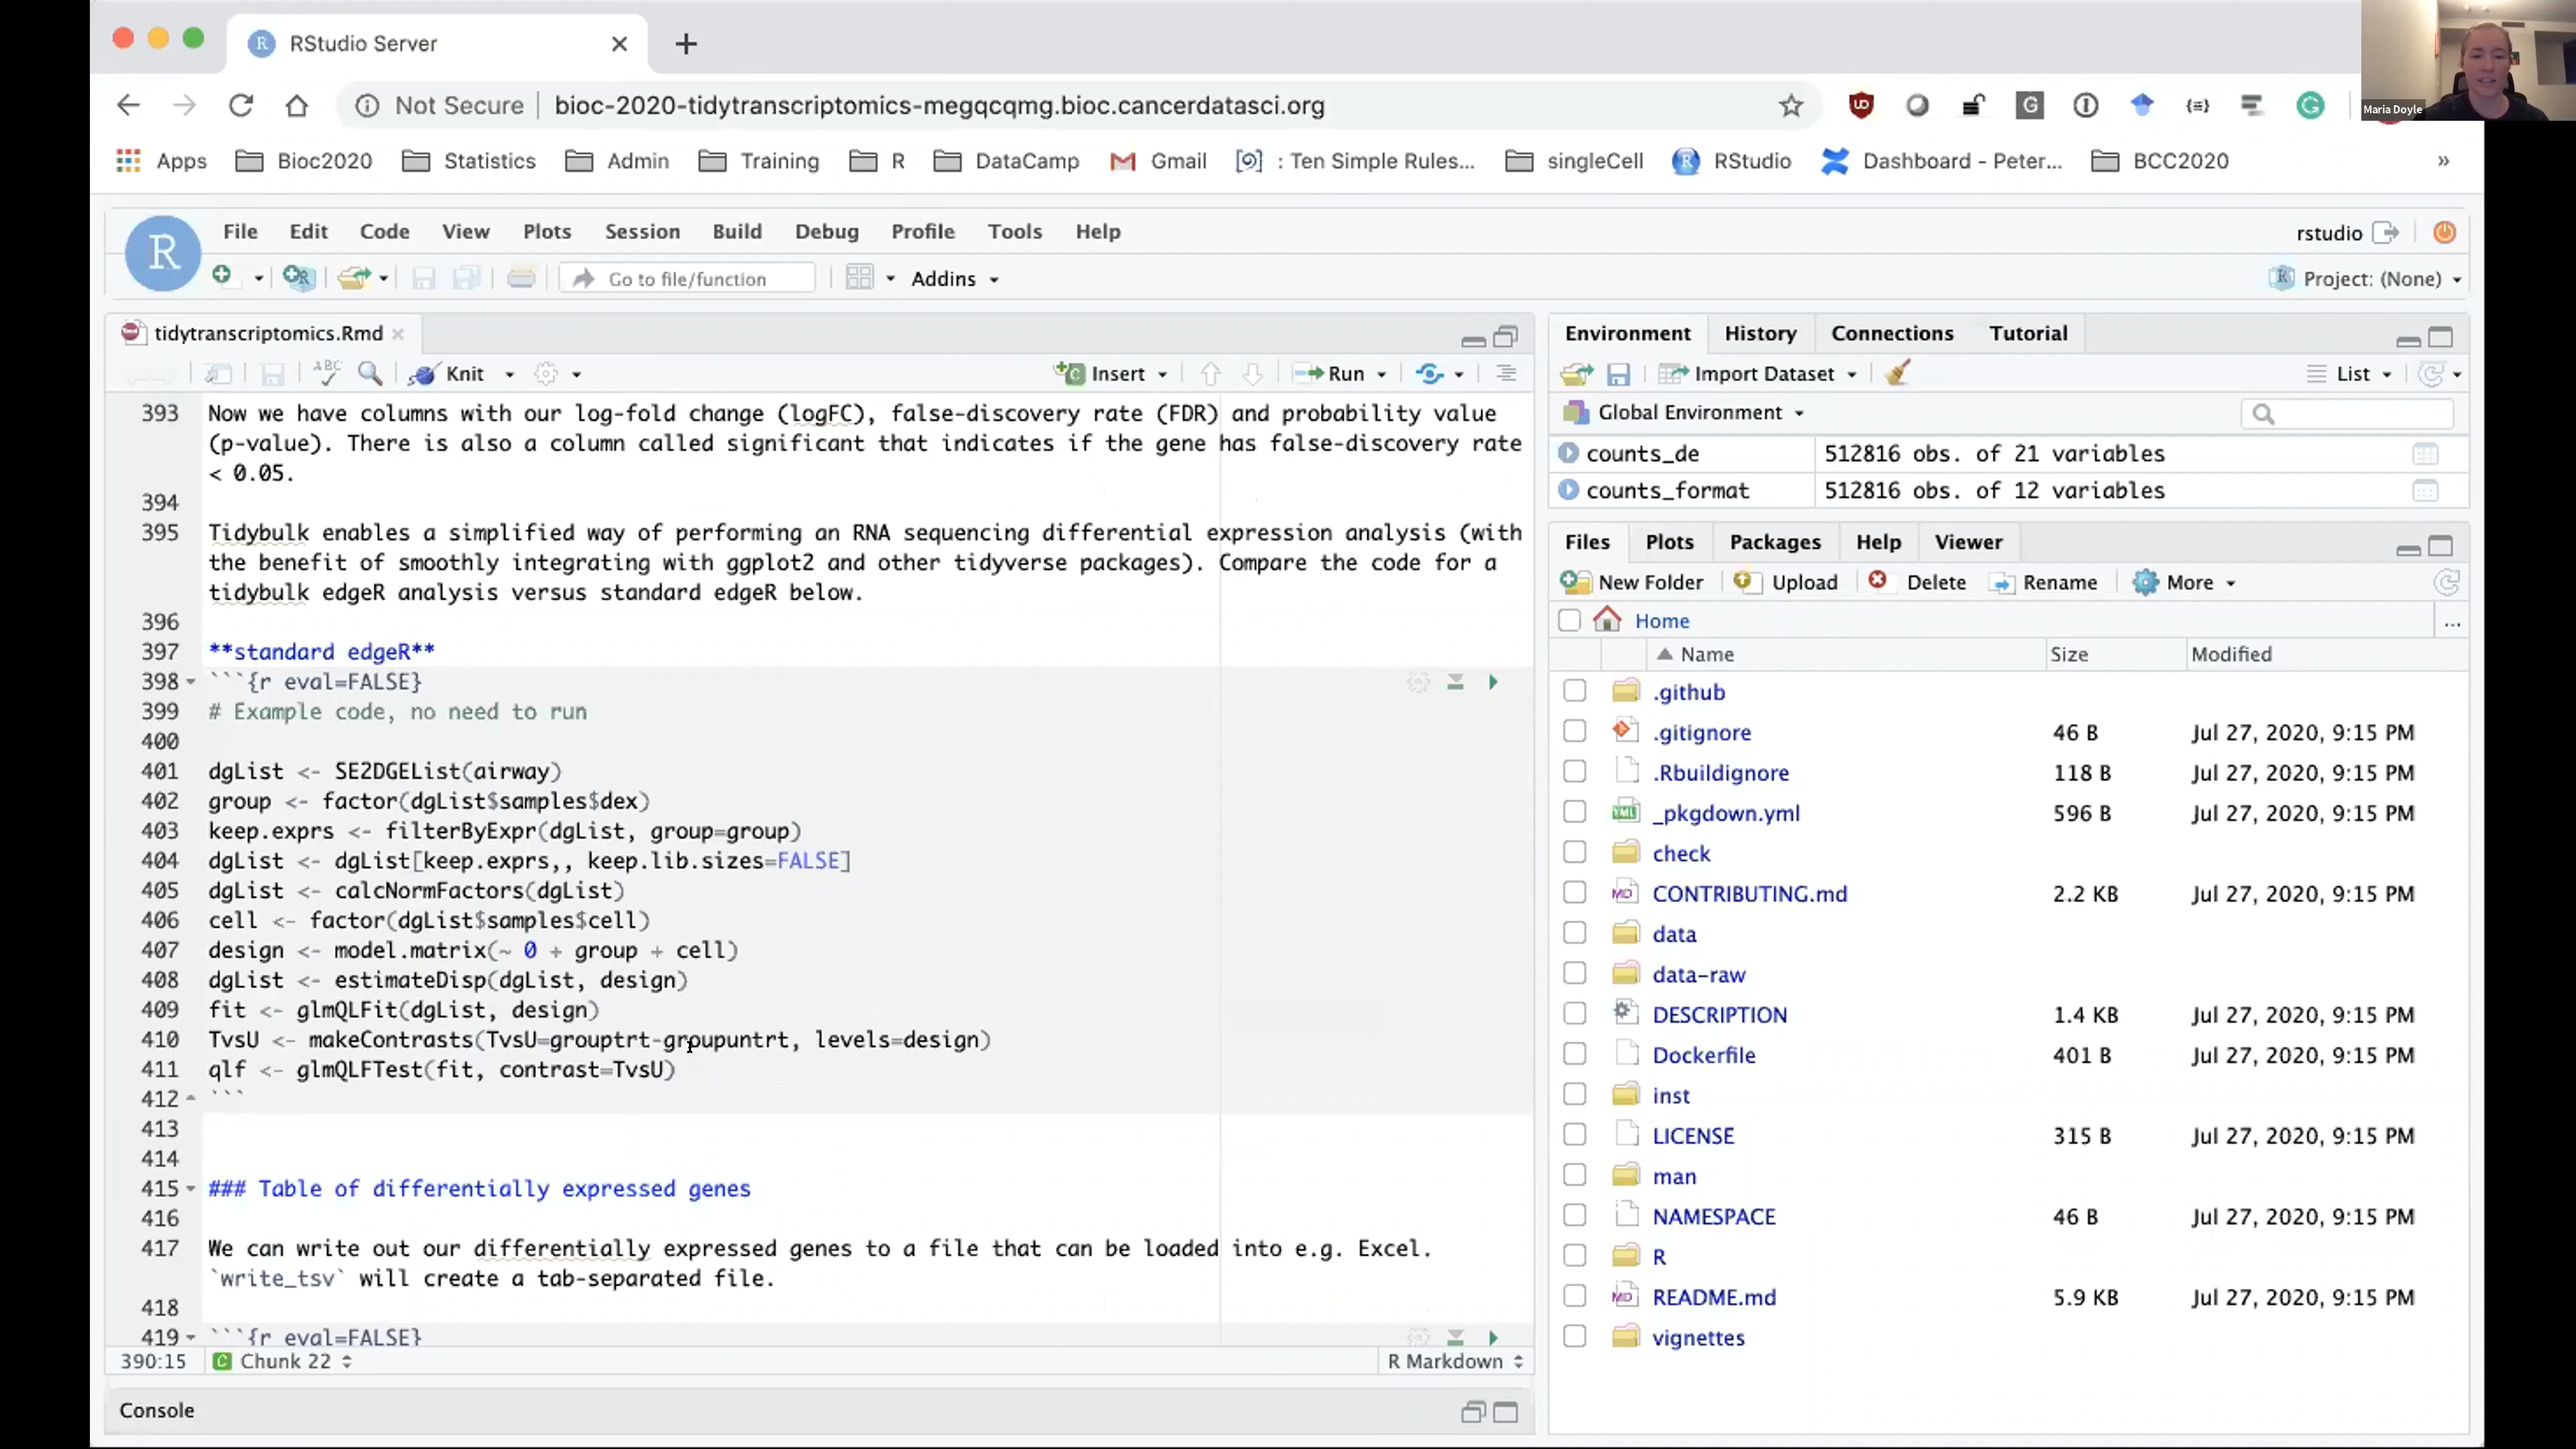 RStudio Server
Maria Doyle
Not Secure bioc-2020-tidytranscriptomics-megqcqmg.bioc.cancerdatasci.org
Apps Bioc2020 Statistics Admin Training R DataCamp Gmail : Ten Simple Rules... singleCell RStudio Dashboard - Peter... BCC2020 »
File Edit Code View Plots Session Build Debug Profile Tools Help rstudio
Go to file/function Addins Project: (None)
tidytranscriptomics.Rmd
ABC Knit Insert Run
393 Now we have columns with our log-fold change (logFC), false-discovery rate (FDR) and probability value
(p-value). There is also a column called significant that indicates if the gene has false-discovery rate
< 0.05.
394
395 Tidybulk enables a simplified way of performing an RNA sequencing differential expression analysis (with
the benefit of smoothly integrating with ggplot2 and other tidyverse packages). Compare the code for a
tidybulk edgeR analysis versus standard edgeR below.
396
397 **standard edgeR**
398 ```{r eval=FALSE}
399 # Example code, no need to run
400
401 dgList <- SE2DGEList(airway)
402 group <- factor(dgList$samples$dex)
403 keep.exprs <- filterByExpr(dgList, group=group)
404 dgList <- dgList[keep.exprs,, keep.lib.sizes=FALSE]
405 dgList <- calcNormFactors(dgList)
406 cell <- factor(dgList$samples$cell)
407 design <- model.matrix(~ 0 + group + cell)
408 dgList <- estimateDisp(dgList, design)
409 fit <- glmQLFit(dgList, design)
410 TvsU <- makeContrasts(TvsU=grouptrt-groupuntrt, levels=design)
411 qlf <- glmQLFTest(fit, contrast=TvsU)
412 ```
413
414
415 ### Table of differentially expressed genes
416
417 We can write out our differentially expressed genes to a file that can be loaded into e.g. Excel.
`write_tsv` will create a tab-separated file.
418
419 ```{r eval=FALSE}
390:15 Chunk 22 R Markdown
Console
Environment History Connections Tutorial
Import Dataset List
Global Environment
counts_de 512816 obs. of 21 variables
counts_format 512816 obs. of 12 variables
Files Plots Packages Help Viewer
New Folder Upload Delete Rename More
Home ...
Name Size Modified
.github
.gitignore 46 B Jul 27, 2020, 9:15 PM
.Rbuildignore 118 B Jul 27, 2020, 9:15 PM
_pkgdown.yml 596 B Jul 27, 2020, 9:15 PM
check
CONTRIBUTING.md 2.2 KB Jul 27, 2020, 9:15 PM
data
data-raw
DESCRIPTION 1.4 KB Jul 27, 2020, 9:15 PM
Dockerfile 401 B Jul 27, 2020, 9:15 PM
inst
LICENSE 315 B Jul 27, 2020, 9:15 PM
man
NAMESPACE 46 B Jul 27, 2020, 9:15 PM
R
README.md 5.9 KB Jul 27, 2020, 9:15 PM
vignettes